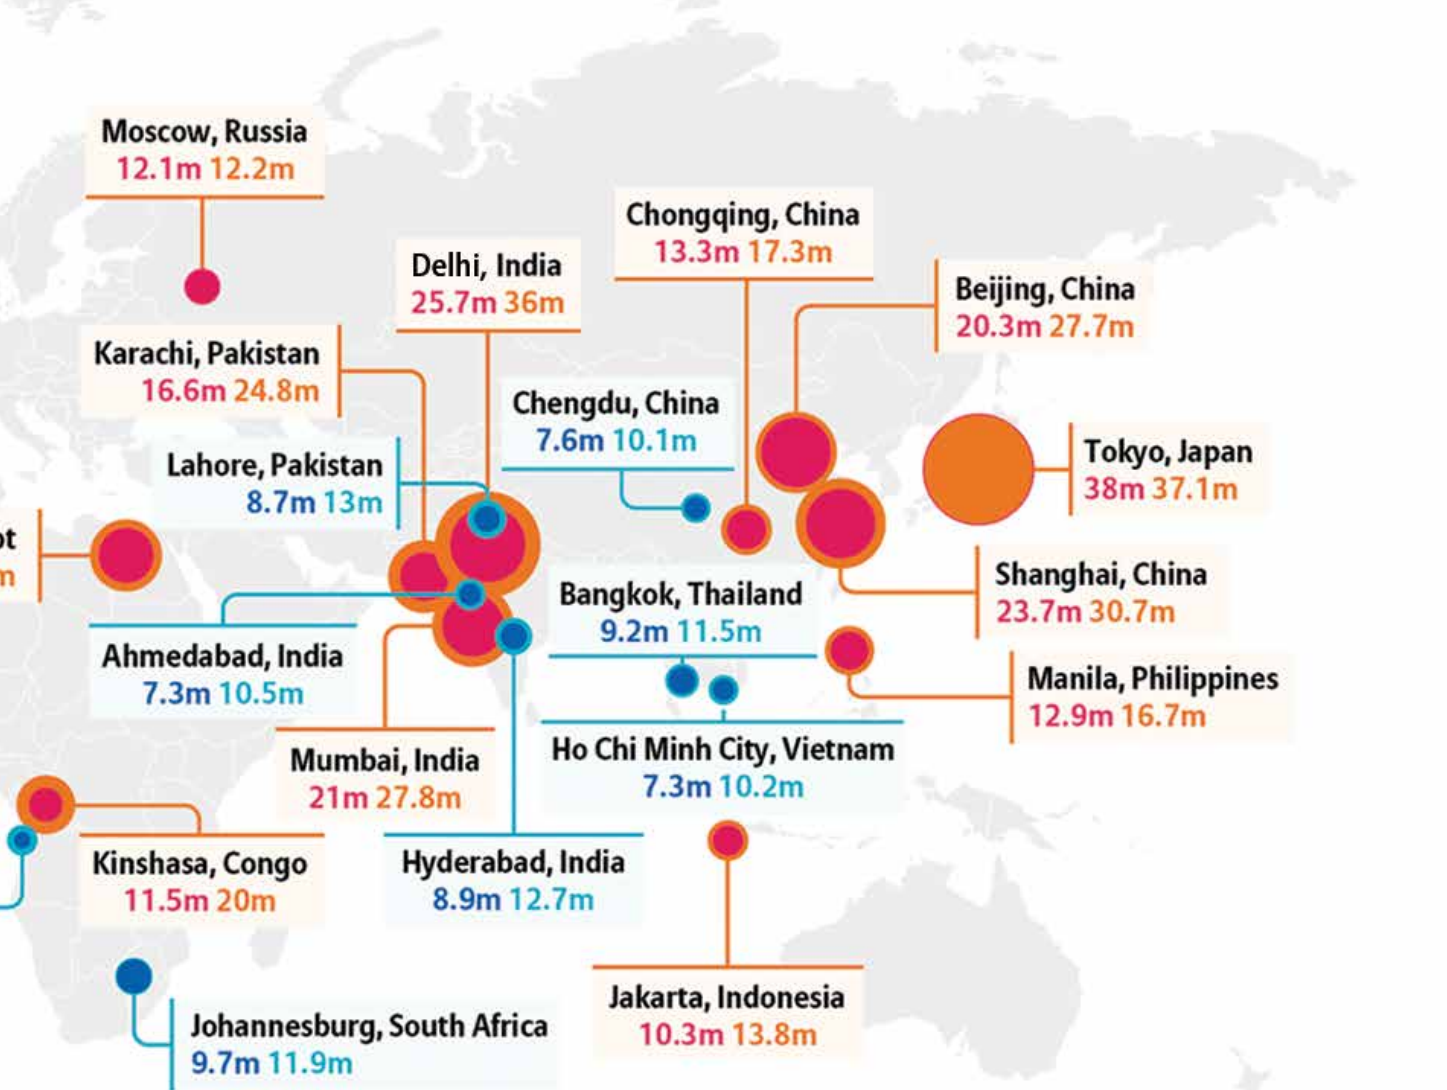 Moscow, Russia
12.1m 12.2m
Chongqing, China
13.3m 17.3m
Delhi, India
25.7m 36m
Beijing, China
20.3m 27.7m
Karachi, Pakistan
16.6m 24.8m
Chengdu, China
7.6m 10.1m
Lahore, Pakistan
8.7m 13m
Tokyo, Japan
38m 37.1m
Shanghai, China
23.7m 30.7m
Bangkok, Thailand
9.2m 11.5m
Ahmedabad, India
7.3m 10.5m
Manila, Philippines
12.9m 16.7m
Mumbai, India
21m 27.8m
Ho Chi Minh City, Vietnam
7.3m 10.2m
Kinshasa, Congo
11.5m 20m
Hyderabad, India
8.9m 12.7m
Jakarta, Indonesia
10.3m 13.8m
Johannesburg, South Africa
9.7m 11.9m